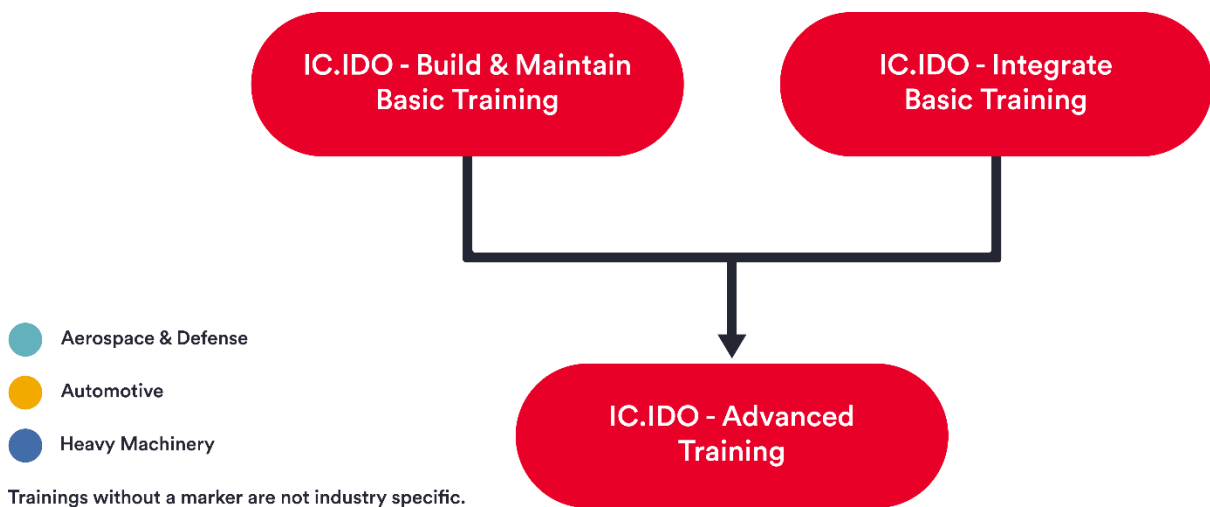 IC.IDO - Build & Maintain
Basic Training
IC.IDO - Integrate
Basic Training
Aerospace & Defense
Automotive
Heavy Machinery
Trainings without a marker are not industry specific.
IC.IDO - Advanced
Training